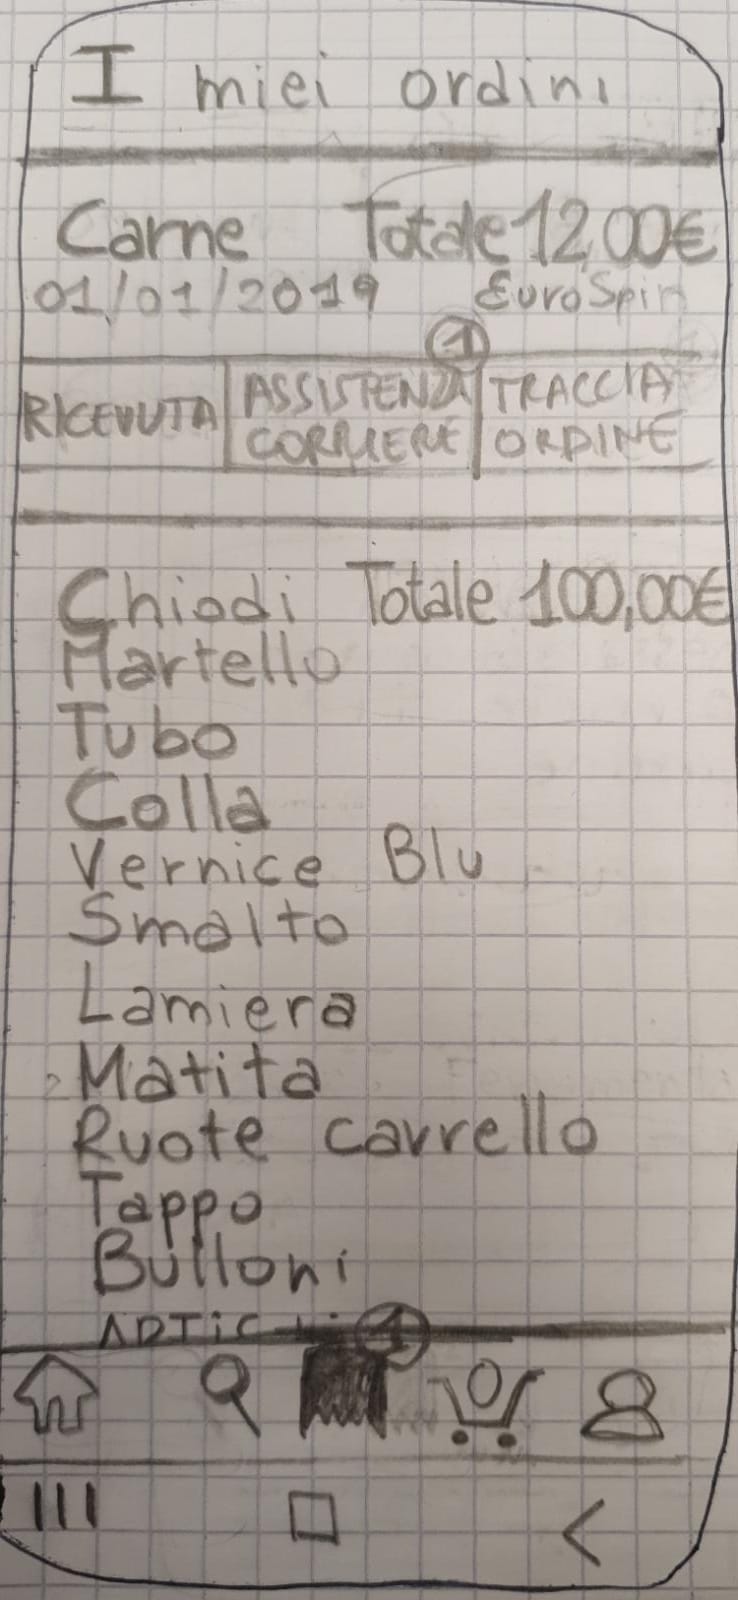 I miei ordini
Carne Totale 12,00€
01/01/2019 EuroSpin
1
RICEVUTA ASSISTENZA TRACCIA
CORRIERE ORDINE
Chiodi Totale 100,00€
Martello
Tubo
Colla
Vernice Blu
Smalto
Lamiera
Matita
Ruote carrello
Tappo
Bulloni
1